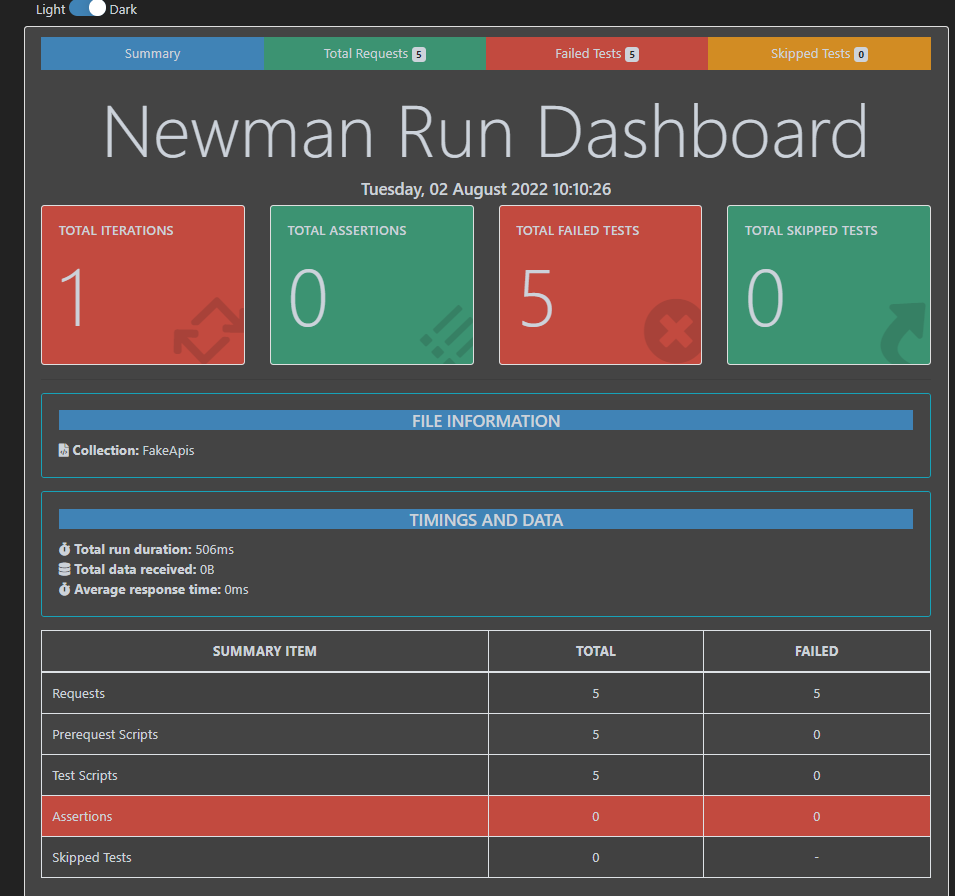 Light Dark
Summary Total Requests 5 Failed Tests 5 Skipped Tests 0
Newman Run Dashboard
Tuesday, 02 August 2022 10:10:26
TOTAL ITERATIONS TOTAL ASSERTIONS TOTAL FAILED TESTS TOTAL SKIPPED TESTS
1 0 5 0
FILE INFORMATION
Collection: FakeApis
TIMINGS AND DATA
Total run duration: 506ms
Total data received: 0B
Average response time: 0ms
SUMMARY ITEM TOTAL FAILED
Requests 5 5
Prerequest Scripts 5 0
Test Scripts 5 0
Assertions 0 0
Skipped Tests 0 -